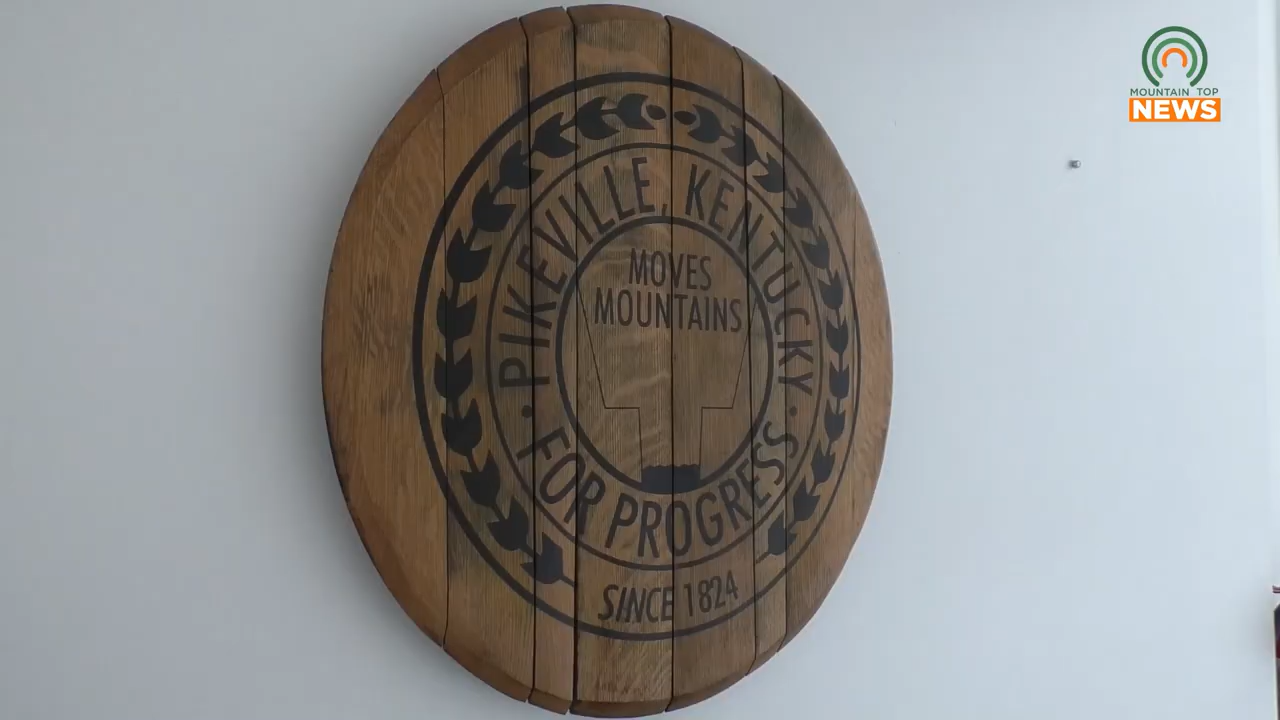 MOUNTAIN TOP
NEWS
PIKEVILLE, KENTUCKY
MOVES
MOUNTAINS
· FOR PROGRESS ·
SINCE 1824